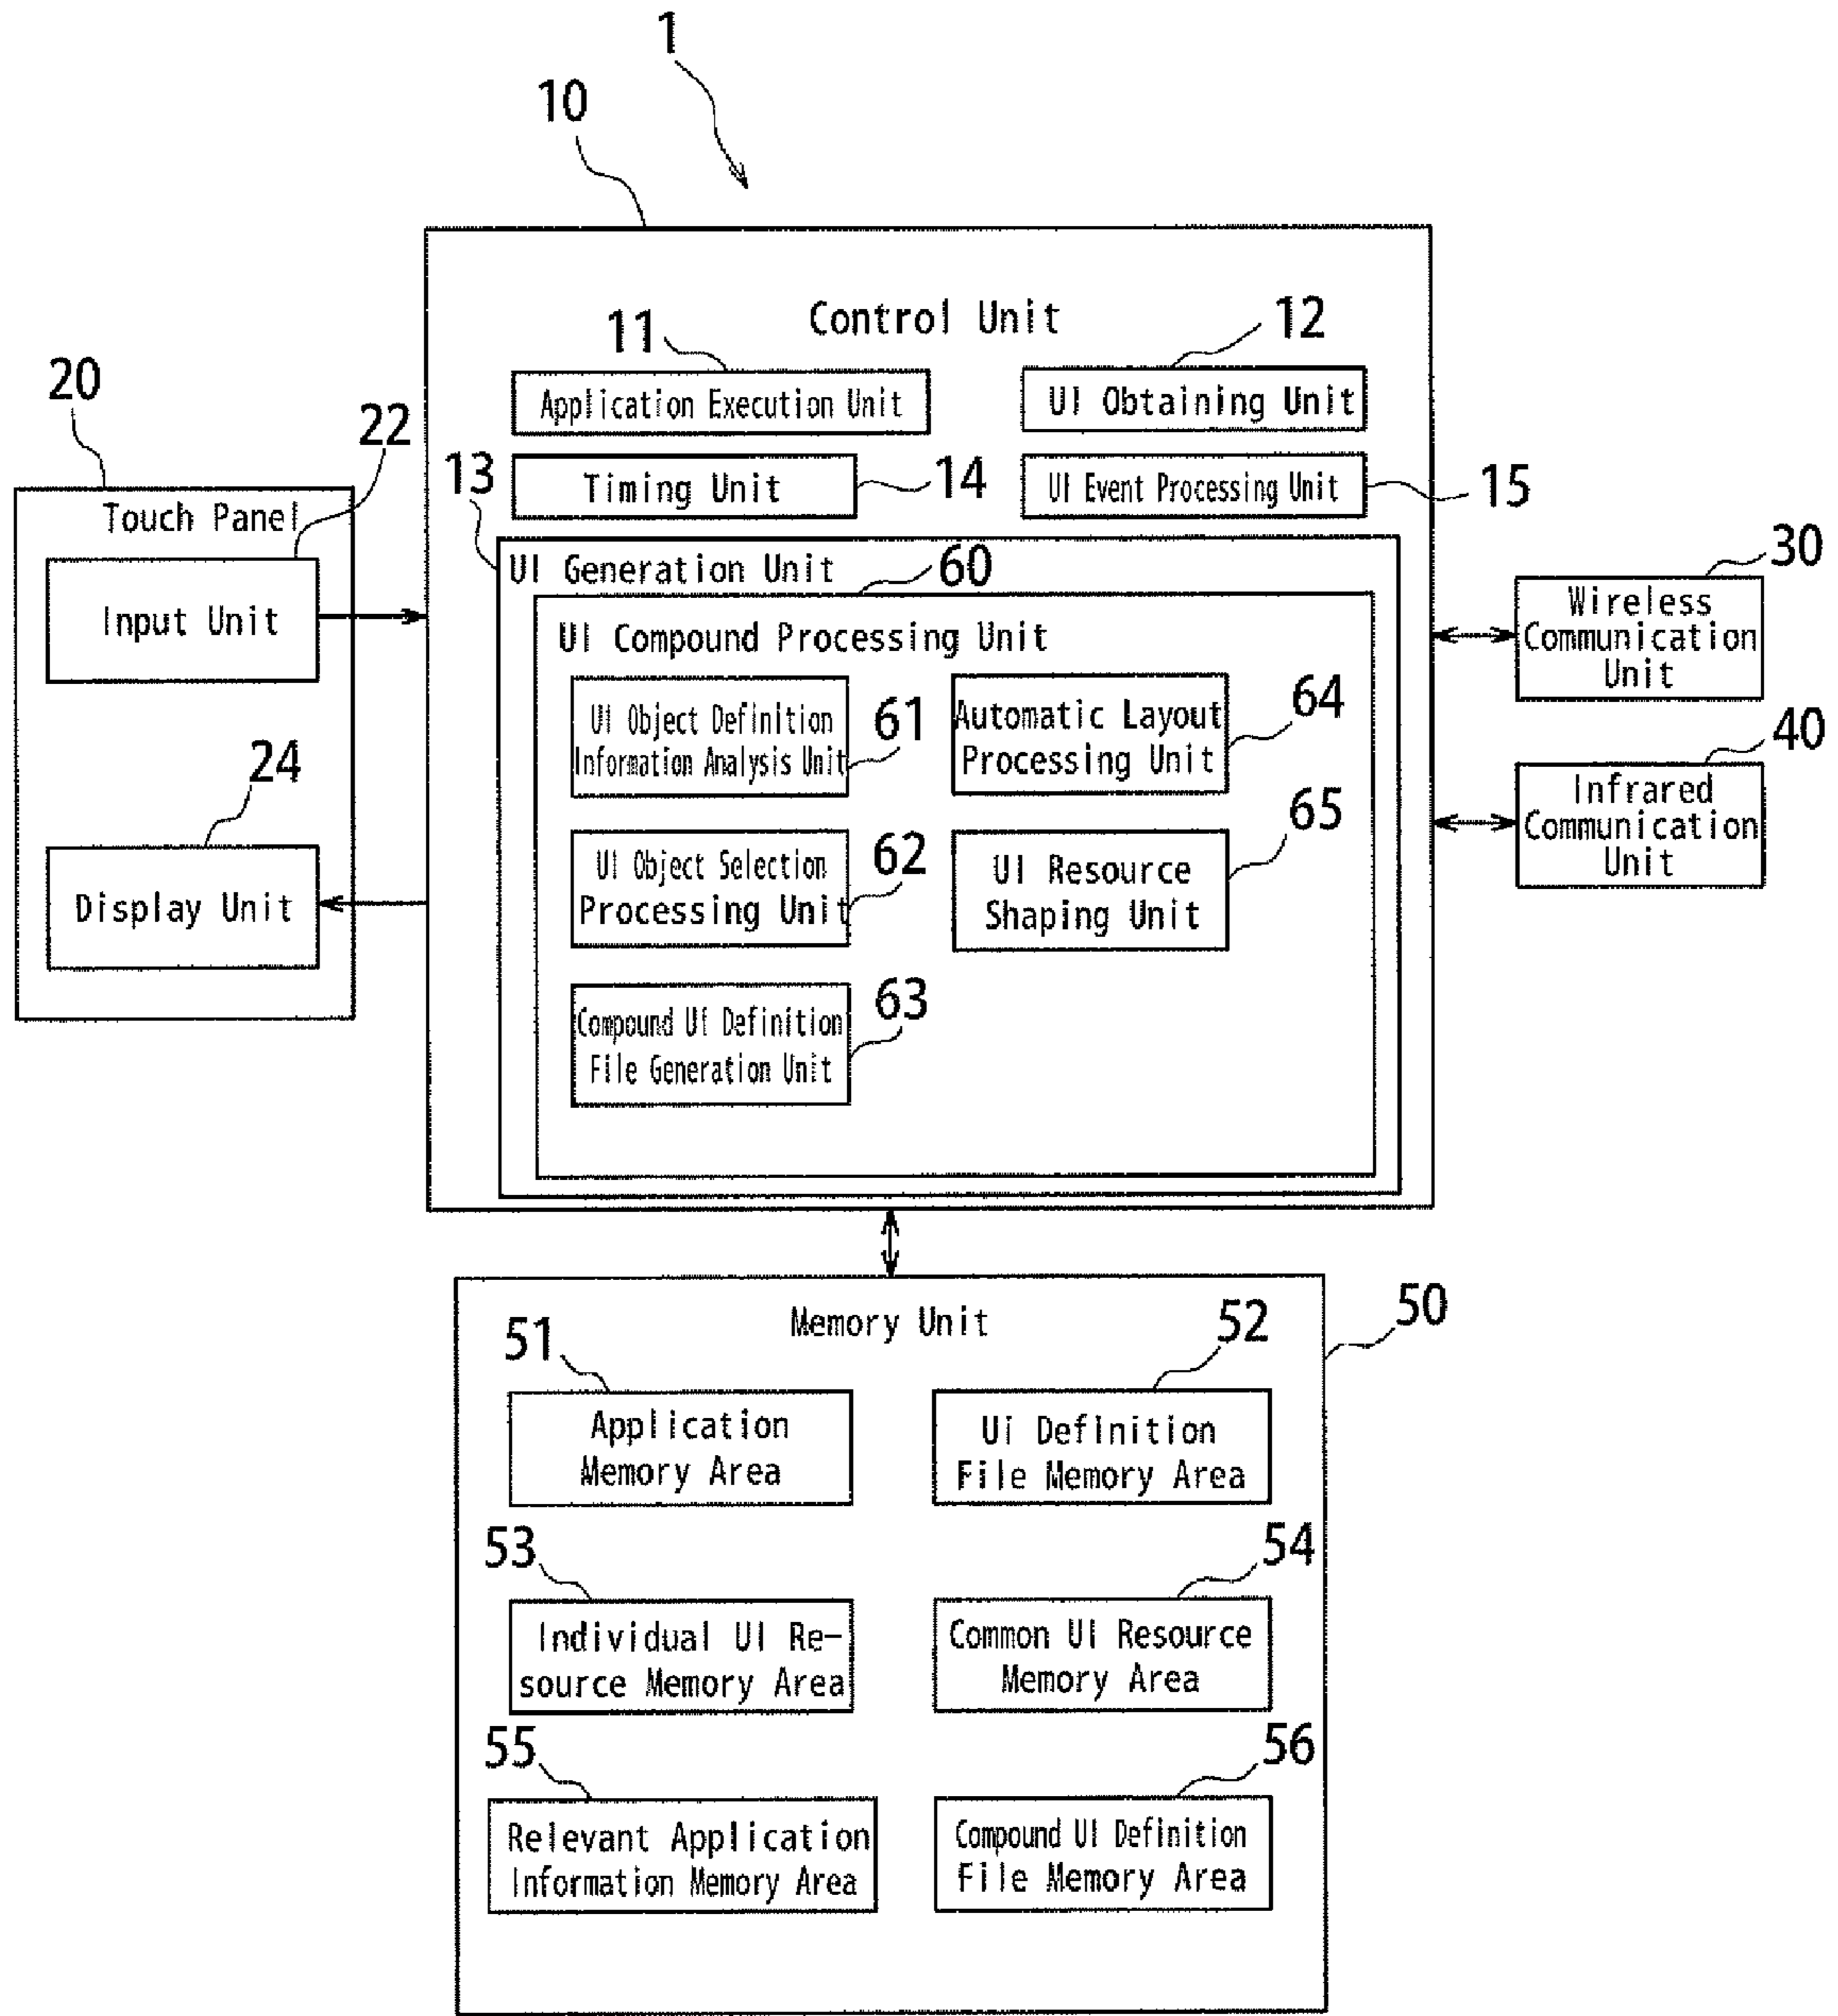 1
10
Control Unit
11
12
Application Execution Unit
UI Obtaining Unit
20
22
13
Timing Unit
14
UI Event Processing Unit
15
Touch Panel
Input Unit
24
Display Unit
UI Generation Unit
60
UI Compound Processing Unit
UI Object Definition
Information Analysis Unit
61
Automatic Layout
Processing Unit
64
UI Object Selection
Processing Unit
62
UI Resource
Shaping Unit
65
Compound UI Definition
File Generation Unit
63
30
Wireless
Communication
Unit
40
Infrared
Communication
Unit
Memory Unit
50
51
52
Application
Memory Area
Ui Definition
File Memory Area
53
54
Individual UI Re-
source Memory Area
Common UI Resource
Memory Area
55
56
Relevant Application
Information Memory Area
Compound UI Definition
File Memory Area